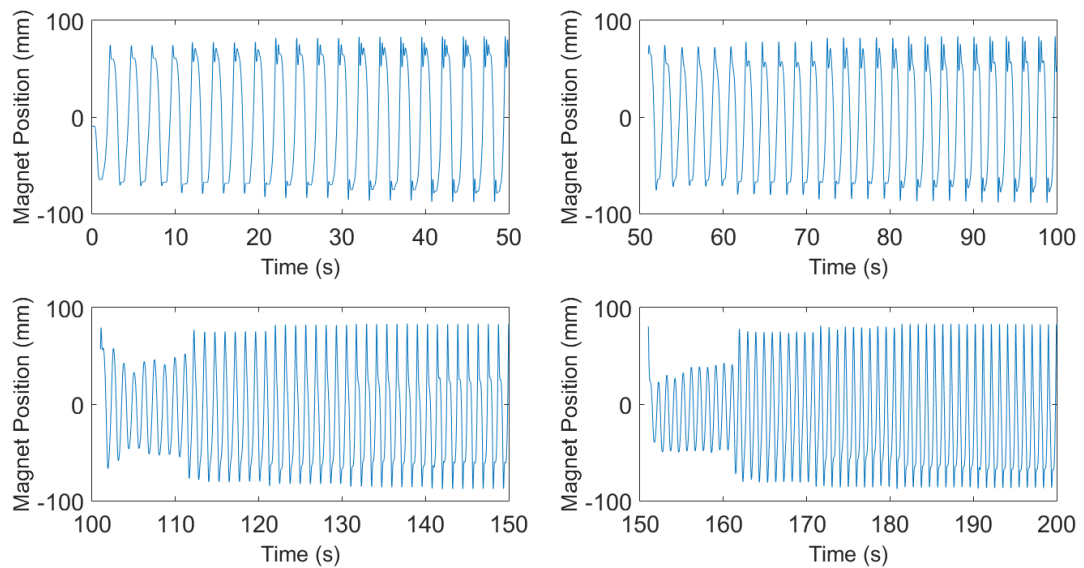 Magnet Position (mm)
100
0
-100
0 10 20 30 40 50
Time (s)
Magnet Position (mm)
100
0
-100
50 60 70 80 90 100
Time (s)
Magnet Position (mm)
100
0
-100
100 110 120 130 140 150
Time (s)
Magnet Position (mm)
100
0
-100
150 160 170 180 190 200
Time (s)